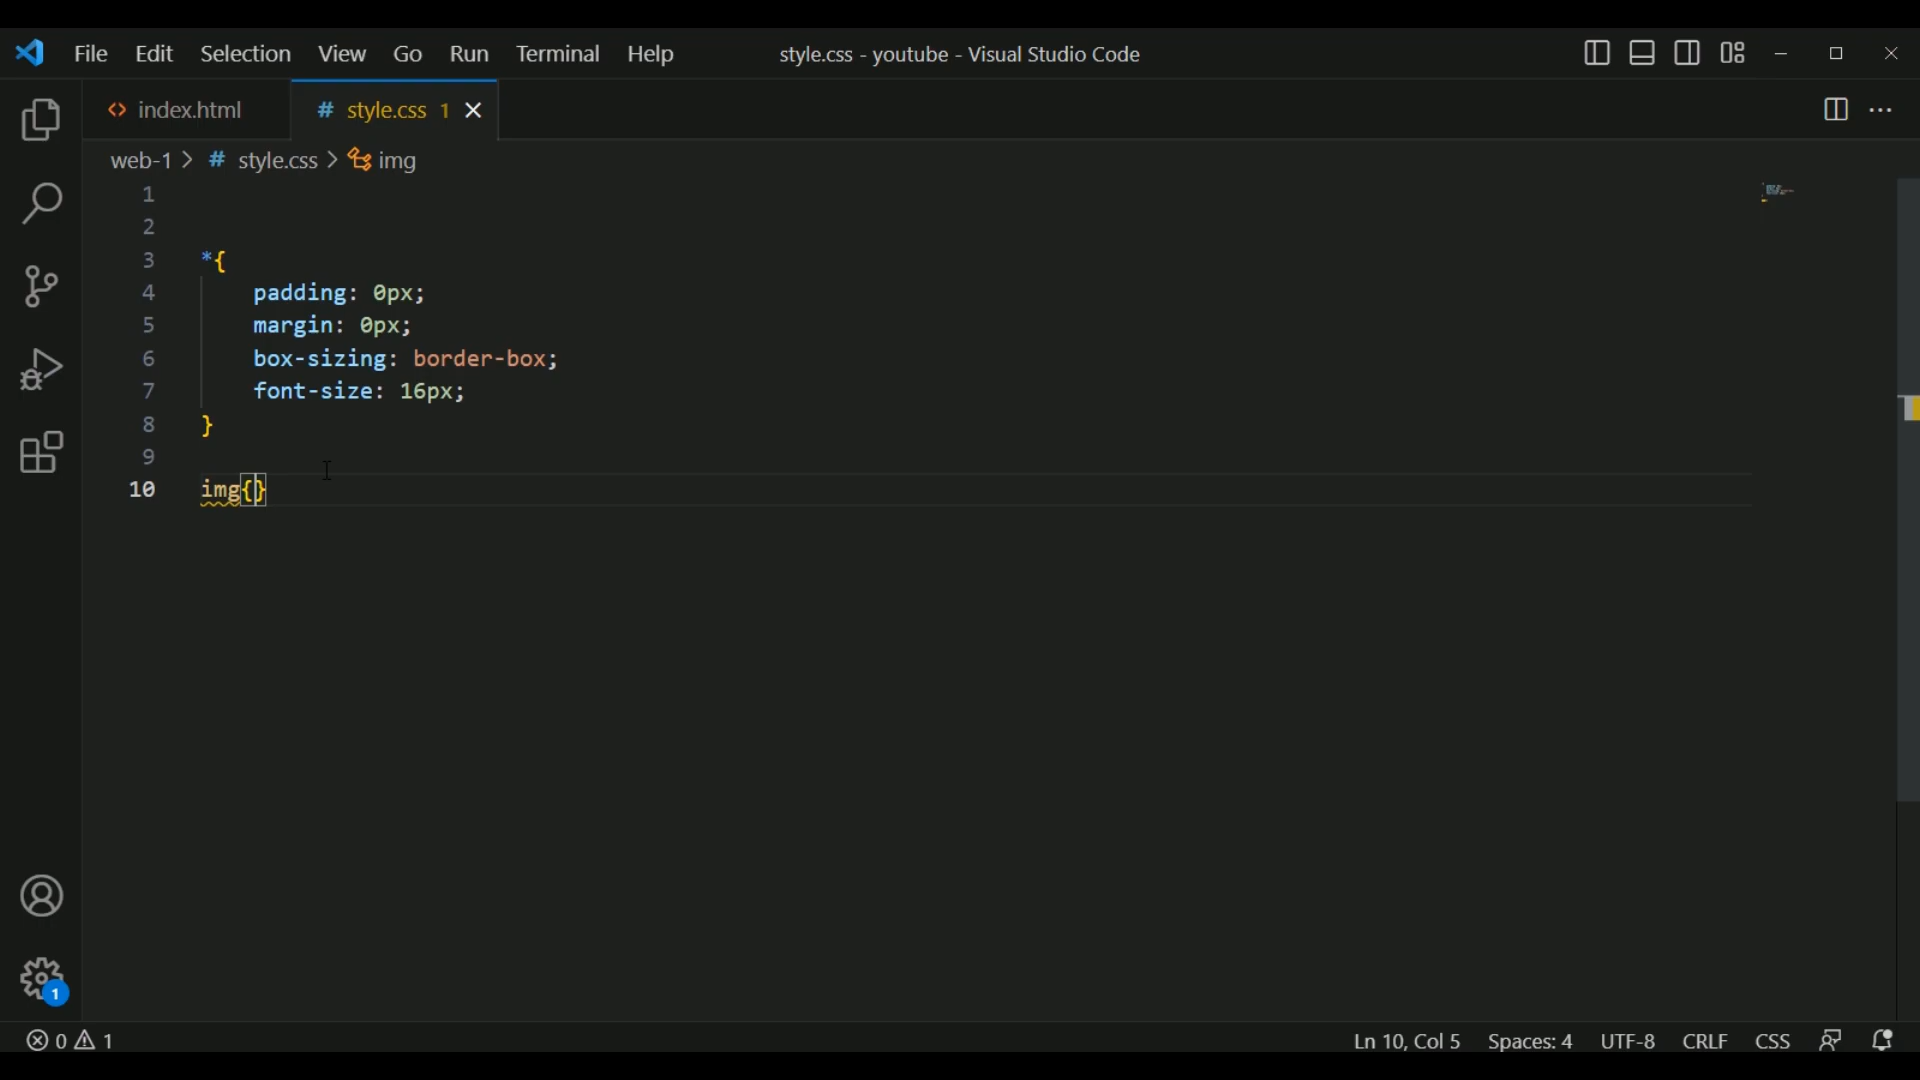 File Edit Selection View Go Run Terminal Help style.css - youtube - Visual Studio Code
index.html # style.css 1
web-1 > # style.css > img
1
2
3 *{
4 padding: 0px;
5 margin: 0px;
6 box-sizing: border-box;
7 font-size: 16px;
8 }
9
10 img{}
1
0 1 Ln 10, Col 5 Spaces: 4 UTF-8 CRLF CSS